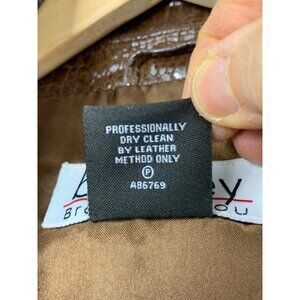 PROFESSIONALLY
DRY CLEAN
BY LEATHER
METHOD ONLY
P
A86769